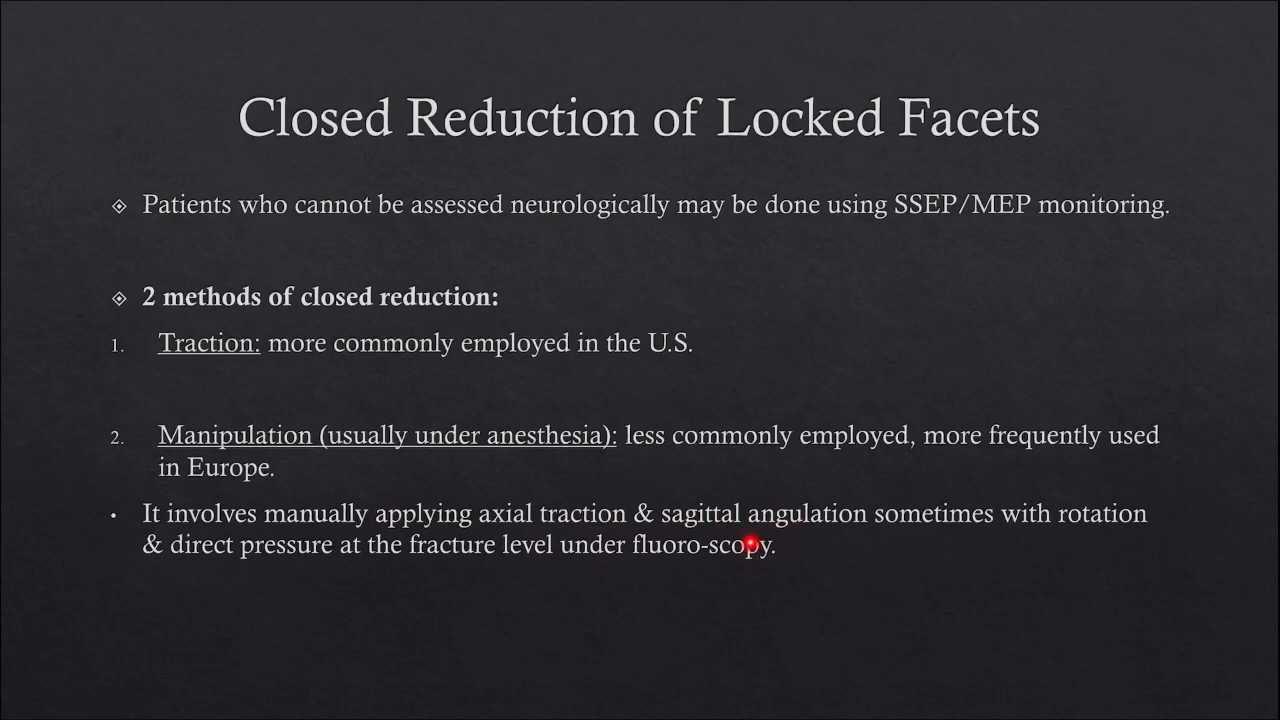 Closed Reduction of Locked Facets
Patients who cannot be assessed neurologically may be done using SSEP/MEP monitoring.
2 methods of closed reduction:
1. Traction: more commonly employed in the U.S.
2. Manipulation (usually under anesthesia): less commonly employed, more frequently used
in Europe.
• It involves manually applying axial traction & sagittal angulation sometimes with rotation
& direct pressure at the fracture level under fluoro-scopy.